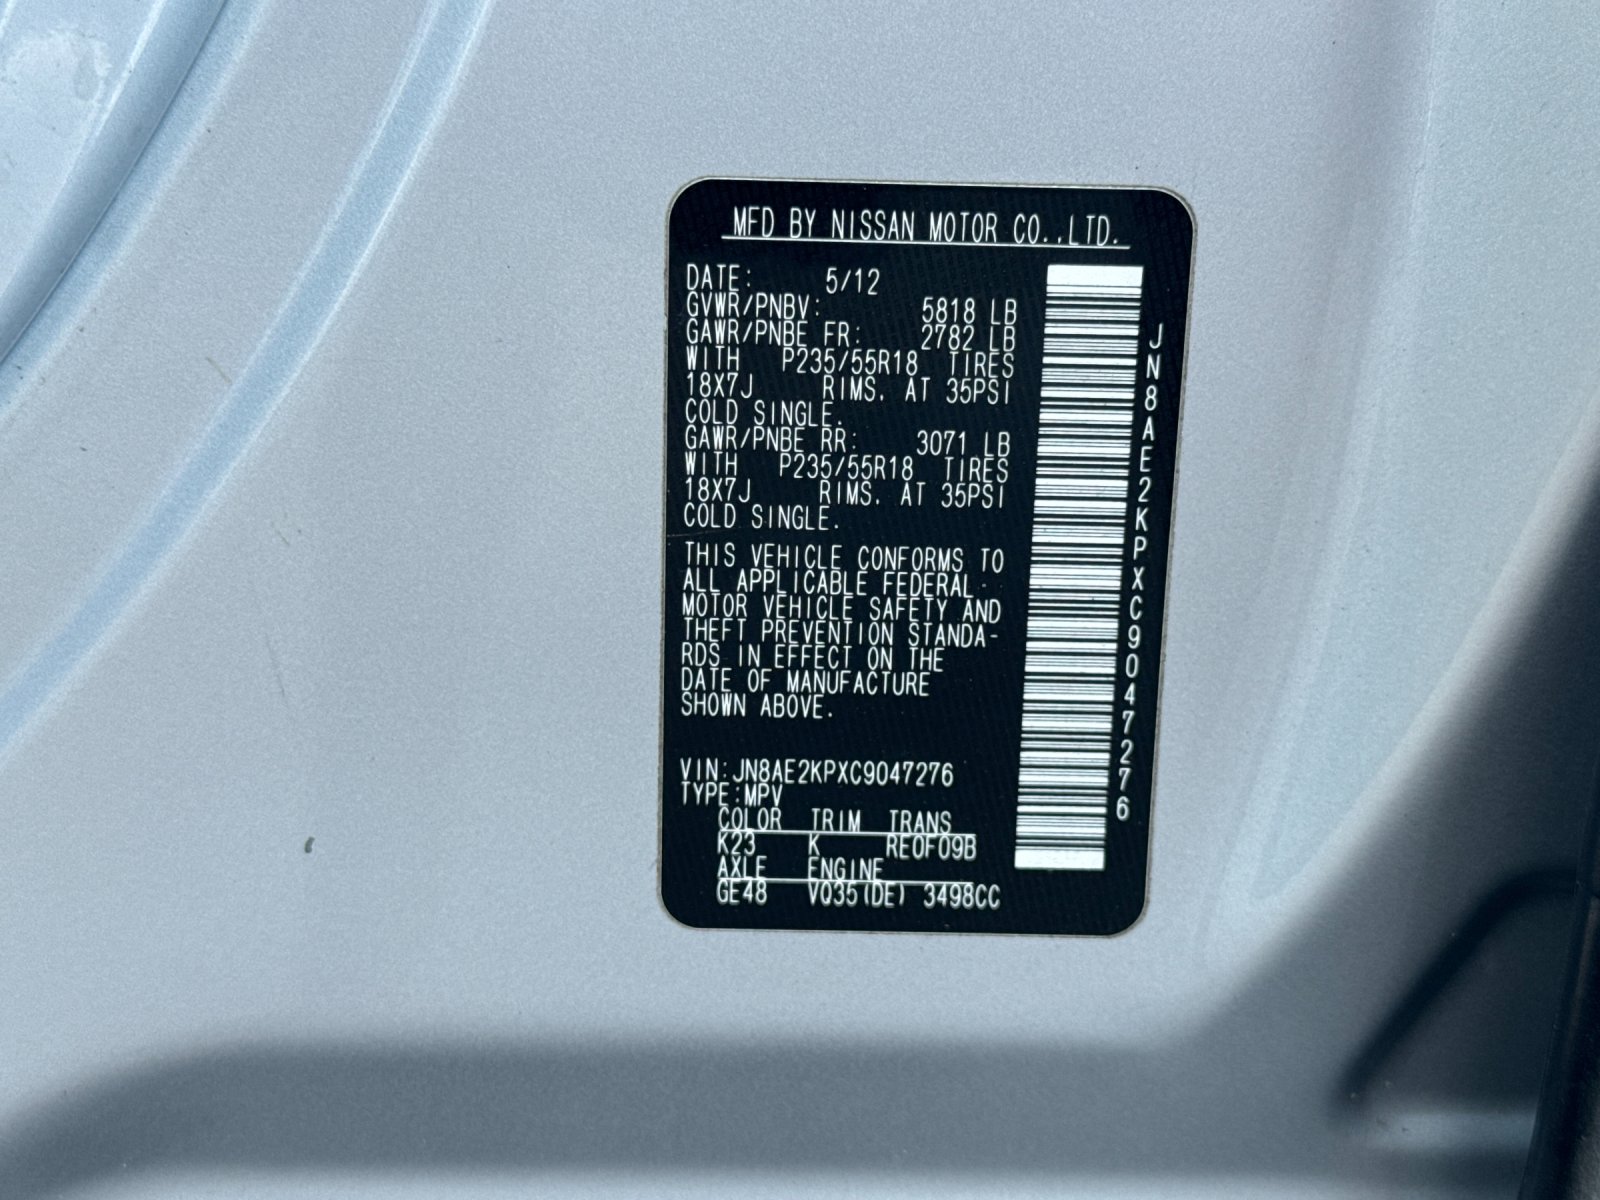 MFD BY NISSAN MOTOR CO.,LTD.
DATE: 5/12
GVWR/PNBV: 5818 LB
GAWR/PNBE FR: 2782 LB
WITH P235/55R18 TIRES
18X7J RIMS. AT 35PSI
COLD SINGLE.
GAWR/PNBE RR: 3071 LB
WITH P235/55R18 TIRES
18X7J RIMS. AT 35PSI
COLD SINGLE.
THIS VEHICLE CONFORMS TO
ALL APPLICABLE FEDERAL
MOTOR VEHICLE SAFETY AND
THEFT PREVENTION STANDA-
RDS IN EFFECT ON THE
DATE OF MANUFACTURE
SHOWN ABOVE.
VIN:JN8AE2KPXC9047276
TYPE:MPV
COLOR TRIM TRANS
K23 K RE0F09B
AXLE ENGINE
GE48 VQ35(DE) 3498CC
JN8AE2KPXC9047276